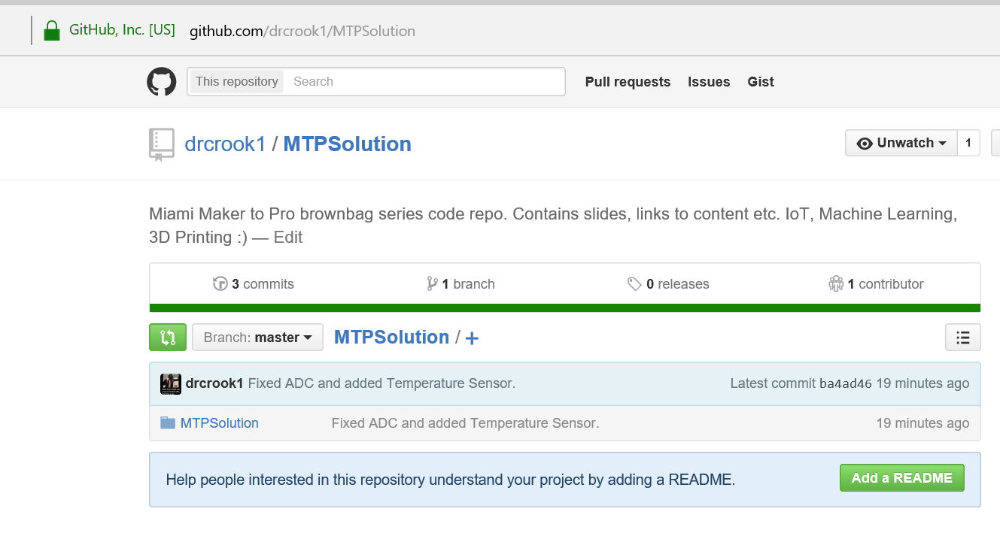 GitHub, Inc. [US] github.com/drcrook1/MTPSolution
This repository Search Pull requests Issues Gist
drcrook1 / MTPSolution Unwatch 1
Miami Maker to Pro brownbag series code repo. Contains slides, links to content etc. IoT, Machine Learning,
3D Printing :) — Edit
3 commits 1 branch 0 releases 1 contributor
Branch: master MTPSolution / +
drcrook1 Fixed ADC and added Temperature Sensor. Latest commit ba4ad46 19 minutes ago
MTPSolution Fixed ADC and added Temperature Sensor. 19 minutes ago
Help people interested in this repository understand your project by adding a README. Add a README